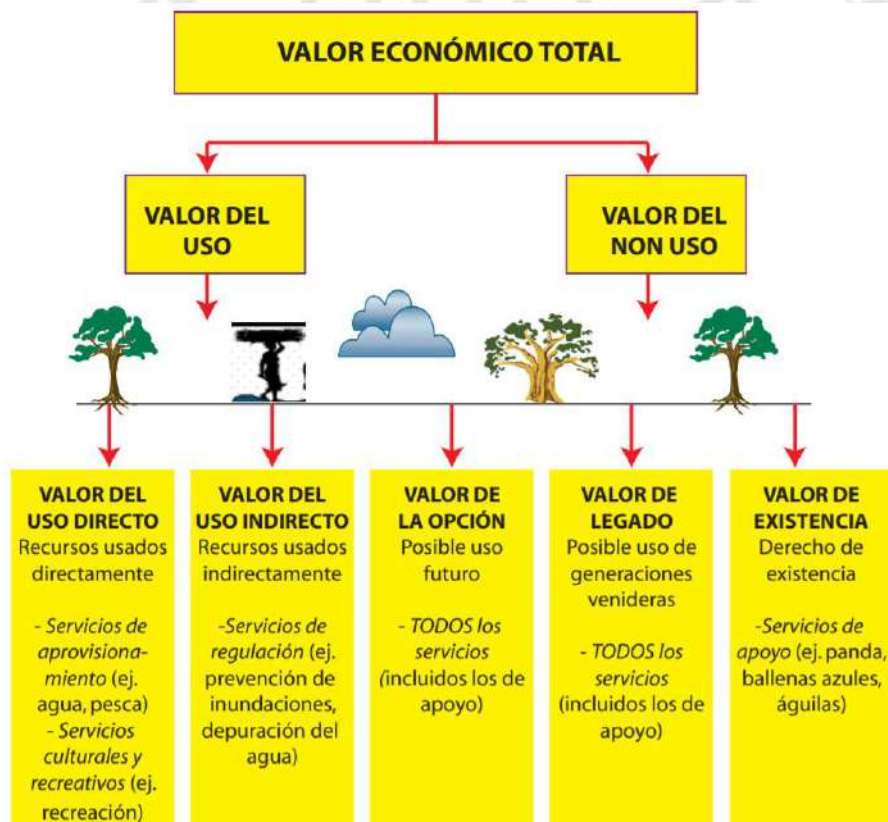 VALOR ECONÓMICO TOTAL
VALOR DEL
USO
VALOR DEL
NON USO
VALOR DEL
USO DIRECTO
Recursos usados
directamente
- Servicios de
aprovisiona-
miento (ej.
agua, pesca)
- Servicios
culturales y
recreativos (ej.
recreación)
VALOR DEL
USO INDIRECTO
Recursos usados
indirectamente
-Servicios de
regulación (ej.
prevención de
inundaciones,
depuración del
agua)
VALOR DE
LA OPCIÓN
Posible uso
futuro
- TODOS los
servicios
(incluidos los de
apoyo)
VALOR DE
LEGADO
Posible uso de
generaciones
venideras
- TODOS los
servicios
(incluidos los de
apoyo)
VALOR DE
EXISTENCIA
Derecho de
existencia
-Servicios de
apoyo (ej. panda,
ballenas azules,
águilas)